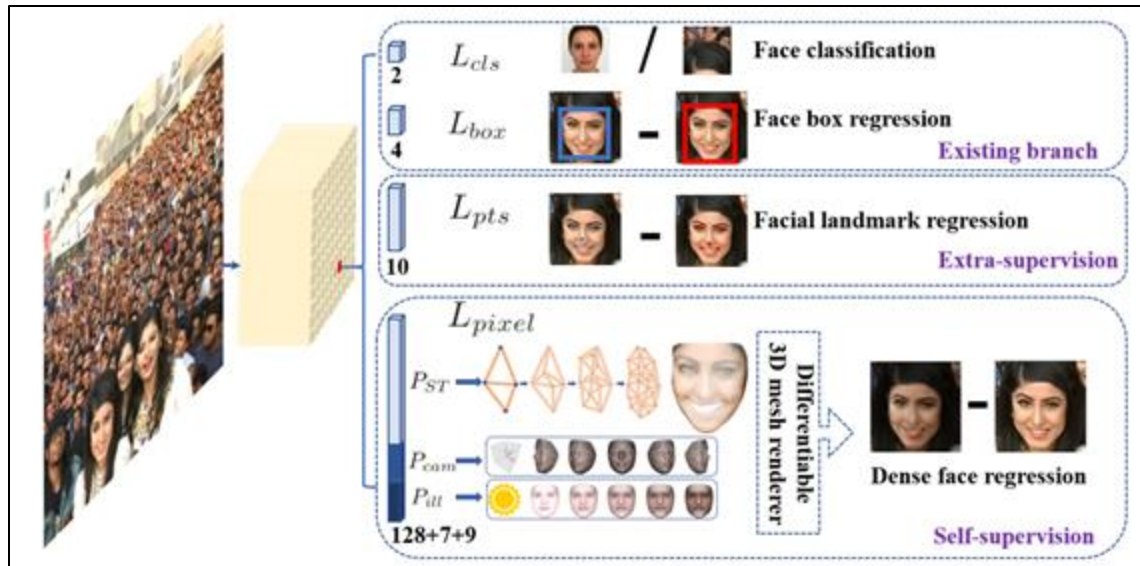 L_cls
/
Face classification
2
L_box
-
Face box regression
4
Existing branch
L_pts
-
Facial landmark regression
10
Extra-supervision
L_pixel
P_ST
P_cam
P_ill
128+7+9
Differentiable
3D mesh renderer
-
Dense face regression
Self-supervision